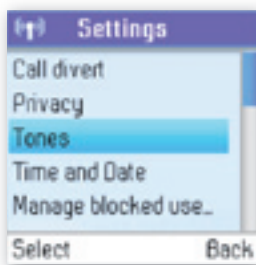 Settings
Call divert
Privacy
Tones
Time and Date
Manage blocked use...
Select Back